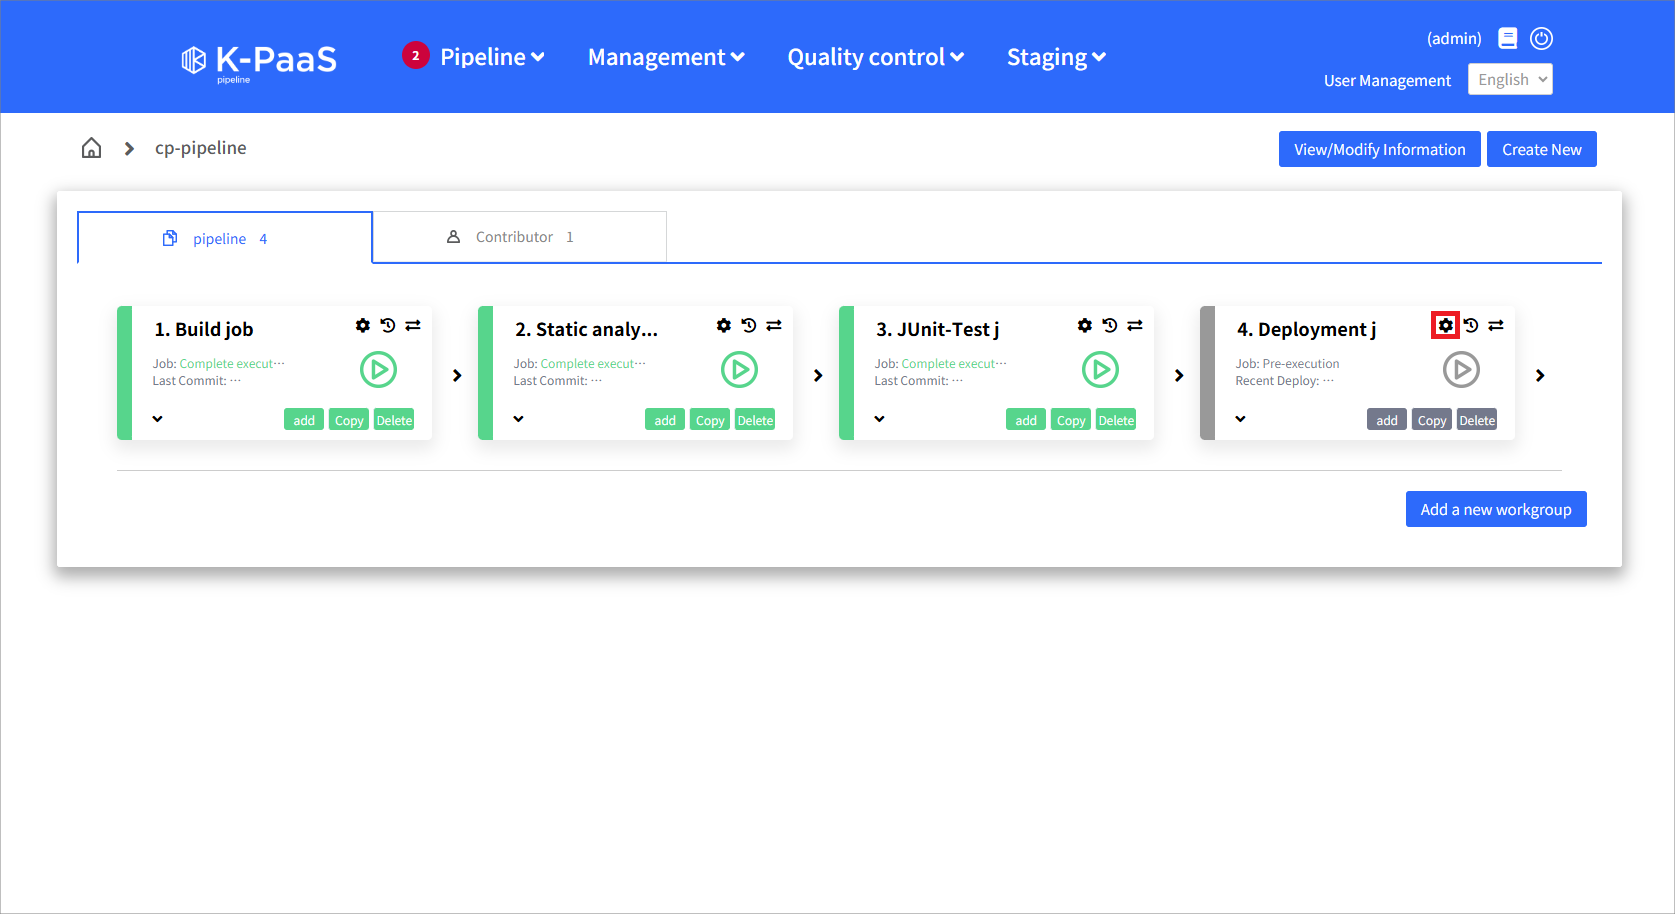 K-PaaS
pipeline
2 Pipeline Management Quality control Staging
(admin)
User Management English
cp-pipeline
View/Modify Information Create New
pipeline 4 Contributor 1
1. Build job
Job: Complete execut···
Last Commit: ···
add Copy Delete
2. Static analy...
Job: Complete execut···
Last Commit: ···
add Copy Delete
3. JUnit-Test j
Job: Complete execut···
Last Commit: ···
add Copy Delete
4. Deployment j
Job: Pre-execution
Recent Deploy: ···
add Copy Delete
Add a new workgroup